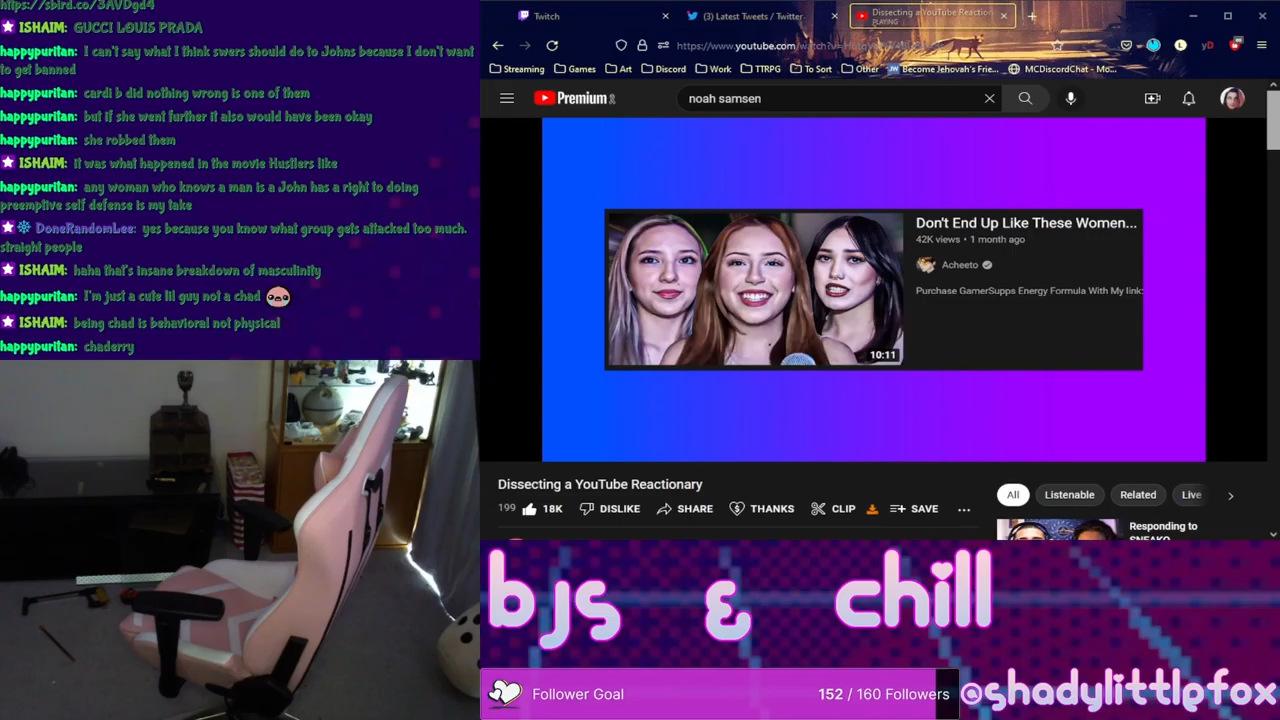 https://sbird.co/3AVDgd4
ISHAIM: GUCCI LOUIS PRADA
happypuritan: I can't say what I think swers should do to Johns because I don't want
to get banned
happypuritan: cardi b did nothing wrong is one of them
happypuritan: but if she went further it also would have been okay
happypuritan: she robbed them
ISHAIM: it was what happened in the movie Hustlers like
happypuritan: any woman who knows a man is a John has a right to doing
preemptive self defense is my take
DoneRandomLee: yes because you know what group gets attacked too much.
straight people
ISHAIM: haha that's insane breakdown of masculinity
happypuritan: I'm just a cute lil guy not a chad
ISHAIM: being chad is behavioral not physical
happypuritan: chaderry
Twitch
(3) Latest Tweets / Twitter
Dissecting a YouTube Reaction
PLAYING
https://www.youtube.com/watch?v=
Streaming
Games
Art
Discord
Work
TTRPG
To Sort
Other
Become Jehovah's Frie...
MCDiscordChat - Mo...
Premium
noah samsen
Don't End Up Like These Women...
42K views • 1 month ago
Acheeto
Purchase GamerSupps Energy Formula With My link:
10:11
Dissecting a YouTube Reactionary
199
18K
DISLIKE
SHARE
THANKS
CLIP
SAVE
All
Listenable
Related
Live
Responding to
SNEAKO
bjs & chill
Follower Goal
152 / 160 Followers
@shadylittlefox